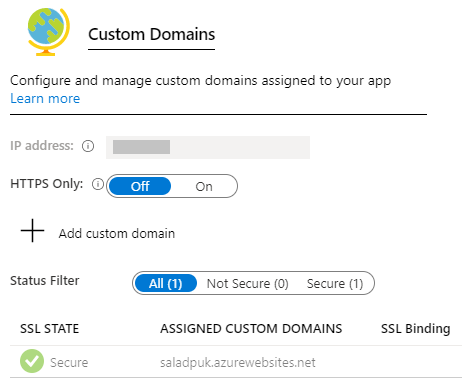 Custom Domains
Configure and manage custom domains assigned to your app
Learn more
IP address:
HTTPS Only: Off On
Add custom domain
Status Filter All (1) Not Secure (0) Secure (1)
SSL STATE ASSIGNED CUSTOM DOMAINS SSL Binding
Secure saladpuk.azurewebsites.net